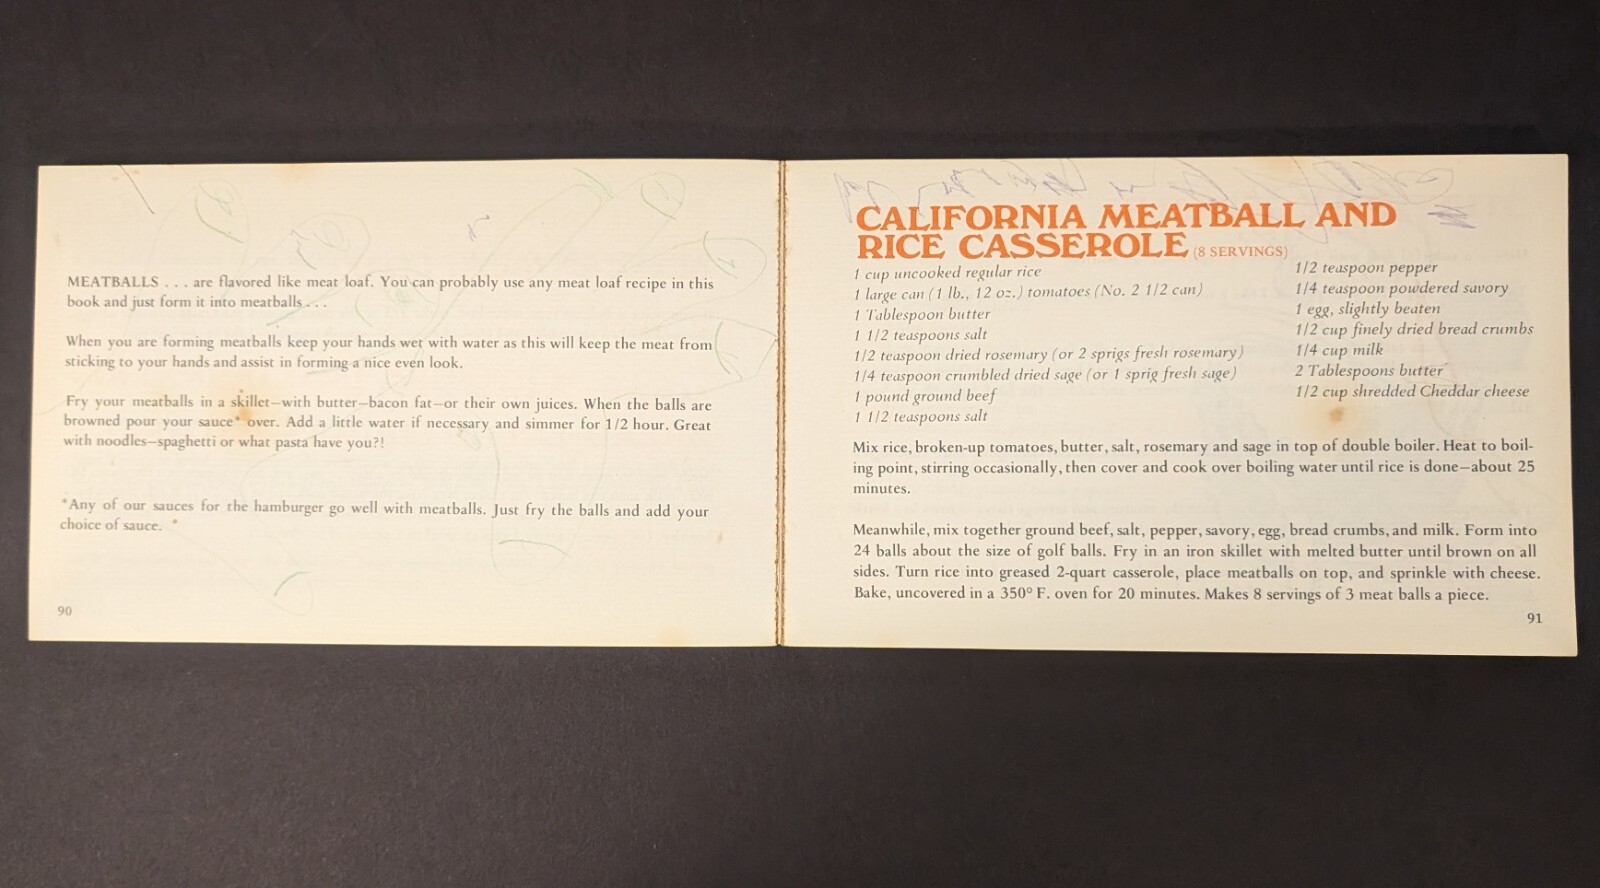 MEATBALLS . . . are flavored like meat loaf. You can probably use any meat loaf recipe in this
book and just form it into meatballs . . .
When you are forming meatballs keep your hands wet with water as this will keep the meat from
sticking to your hands and assist in forming a nice even look.
Fry your meatballs in a skillet—with butter—bacon fat—or their own juices. When the balls are
browned pour your sauce* over. Add a little water if necessary and simmer for 1/2 hour. Great
with noodles—spaghetti or what pasta have you?!
*Any of our sauces for the hamburger go well with meatballs. Just fry the balls and add your
choice of sauce.
90
CALIFORNIA MEATBALL AND
RICE CASSEROLE (8 SERVINGS)
1 cup uncooked regular rice
1 large can (1 lb., 12 oz.) tomatoes (No. 2 1/2 can)
1 Tablespoon butter
1 1/2 teaspoons salt
1/2 teaspoon dried rosemary (or 2 sprigs fresh rosemary)
1/4 teaspoon crumbled dried sage (or 1 sprig fresh sage)
1 pound ground beef
1 1/2 teaspoons salt
1/2 teaspoon pepper
1/4 teaspoon powdered savory
1 egg, slightly beaten
1/2 cup finely dried bread crumbs
1/4 cup milk
2 Tablespoons butter
1/2 cup shredded Cheddar cheese
Mix rice, broken-up tomatoes, butter, salt, rosemary and sage in top of double boiler. Heat to boil-
ing point, stirring occasionally, then cover and cook over boiling water until rice is done—about 25
minutes.
Meanwhile, mix together ground beef, salt, pepper, savory, egg, bread crumbs, and milk. Form into
24 balls about the size of golf balls. Fry in an iron skillet with melted butter until brown on all
sides. Turn rice into greased 2-quart casserole, place meatballs on top, and sprinkle with cheese.
Bake, uncovered in a 350° F. oven for 20 minutes. Makes 8 servings of 3 meat balls a piece.
91